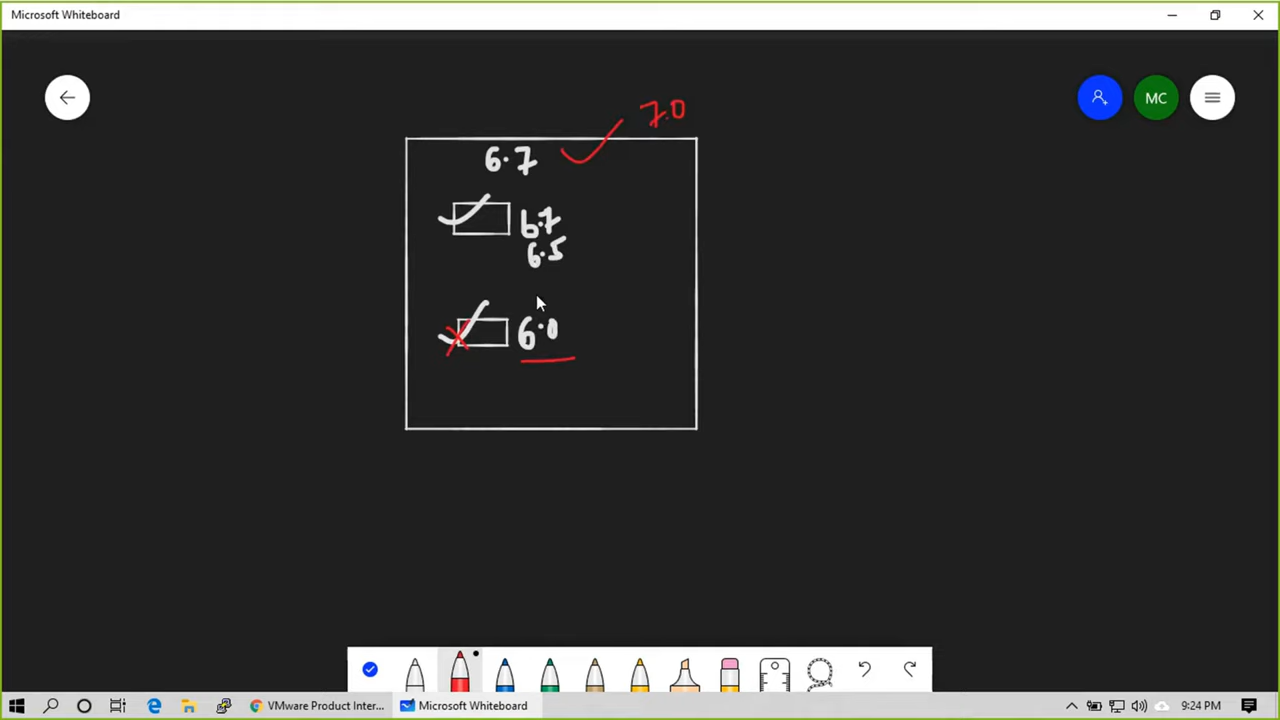 Microsoft Whiteboard
MC
7.0
6.7
6.7
6.5
6.0
VMware Product Inter...
Microsoft Whiteboard
9:24 PM